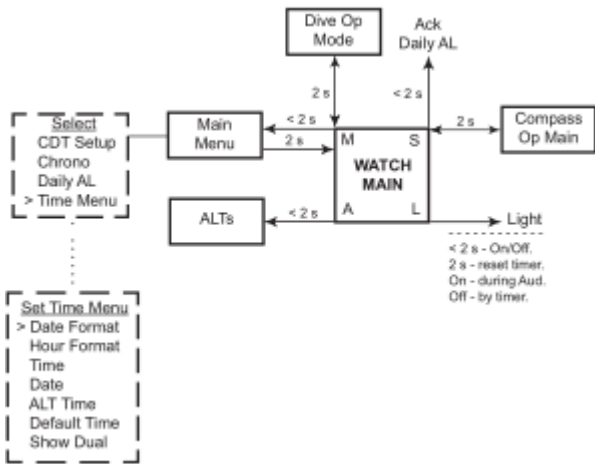 Dive Op
Mode
Ack
Daily AL
2 s
< 2 s
Select
CDT Setup
Chrono
Daily AL
> Time Menu
Main
Menu
< 2 s
2 s
M
S
WATCH
MAIN
A
L
2 s
Compass
Op Main
ALTs
< 2 s
Light
< 2 s - On/Off.
2 s - reset timer.
On - during Aud.
Off - by timer.
Set Time Menu
> Date Format
Hour Format
Time
Date
ALT Time
Default Time
Show Dual